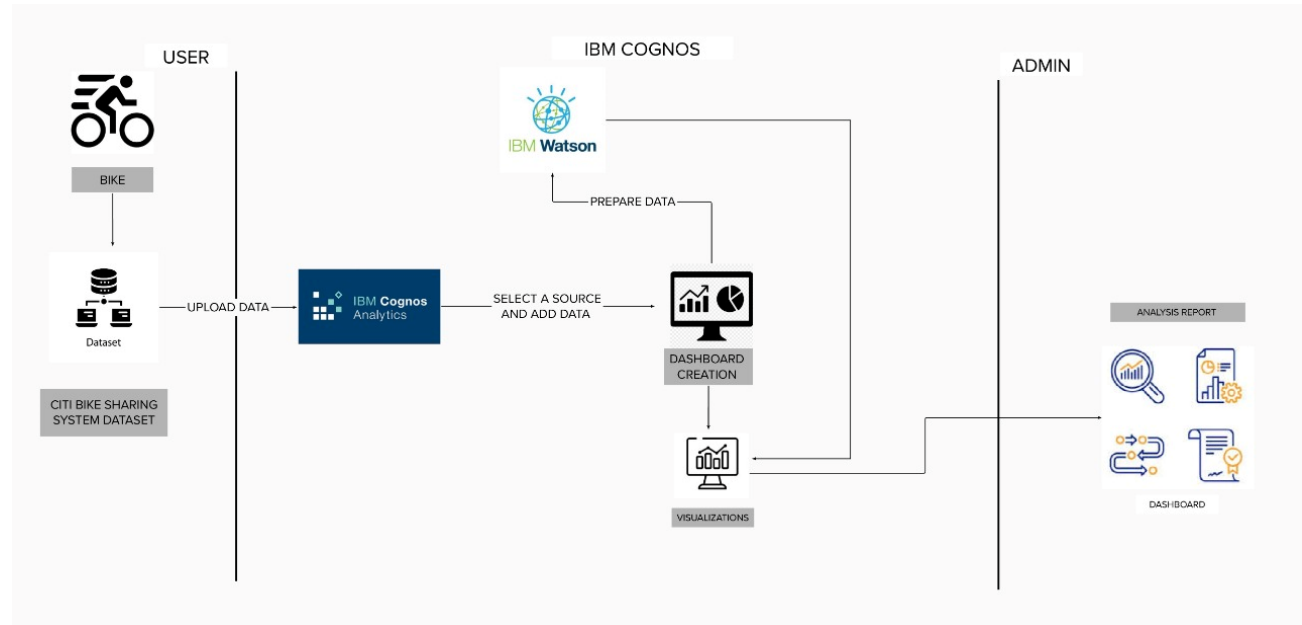 USER
IBM COGNOS
ADMIN
IBM Watson
BIKE
PREPARE DATA
Dataset
UPLOAD DATA
IBM Cognos
Analytics
SELECT A SOURCE
AND ADD DATA
DASHBOARD
CREATION
CITI BIKE SHARING
SYSTEM DATASET
VISUALIZATIONS
ANALYSIS REPORT
DASHBOARD